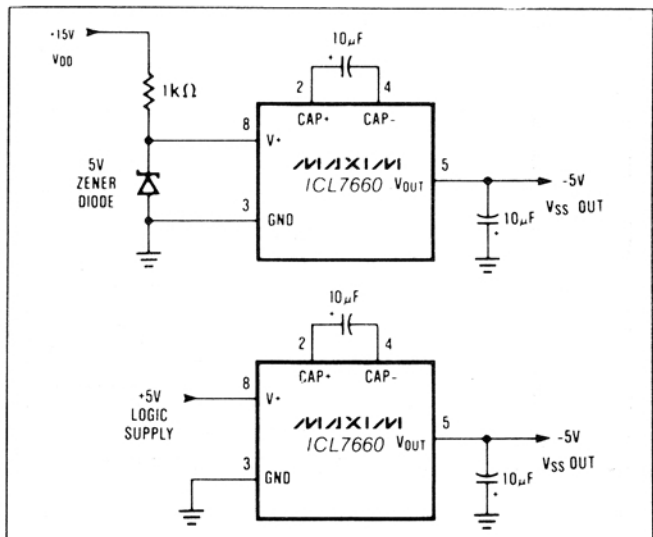 -15V
VDD
1kΩ
5V
ZENER
DIODE
10µF
+
2
4
CAP+
CAP-
8
V+
MAXIM
ICL7660
VOUT
5
3
GND
-5V
VSS OUT
10µF
+
10µF
+
2
4
CAP+
CAP-
8
+5V
LOGIC
SUPPLY
V+
MAXIM
ICL7660
VOUT
5
3
GND
-5V
VSS OUT
10µF
+